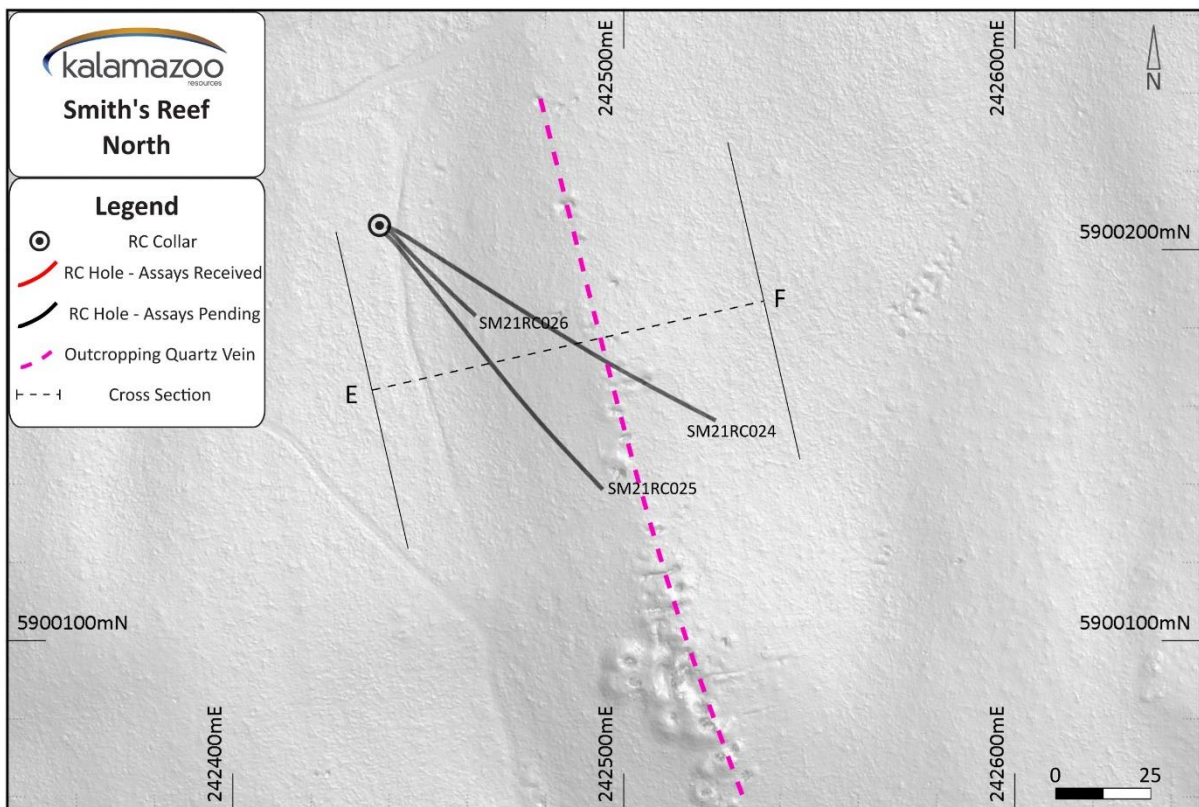 kalamazoo
resources
Smith's Reef
North
Legend
RC Collar
RC Hole - Assays Received
RC Hole - Assays Pending
Outcropping Quartz Vein
Cross Section
242500mE
242600mE
N
5900200mN
F
SM21RC026
E
SM21RC024
SM21RC025
5900100mN
5900100mN
242400mE
242500mE
242600mE
0 25